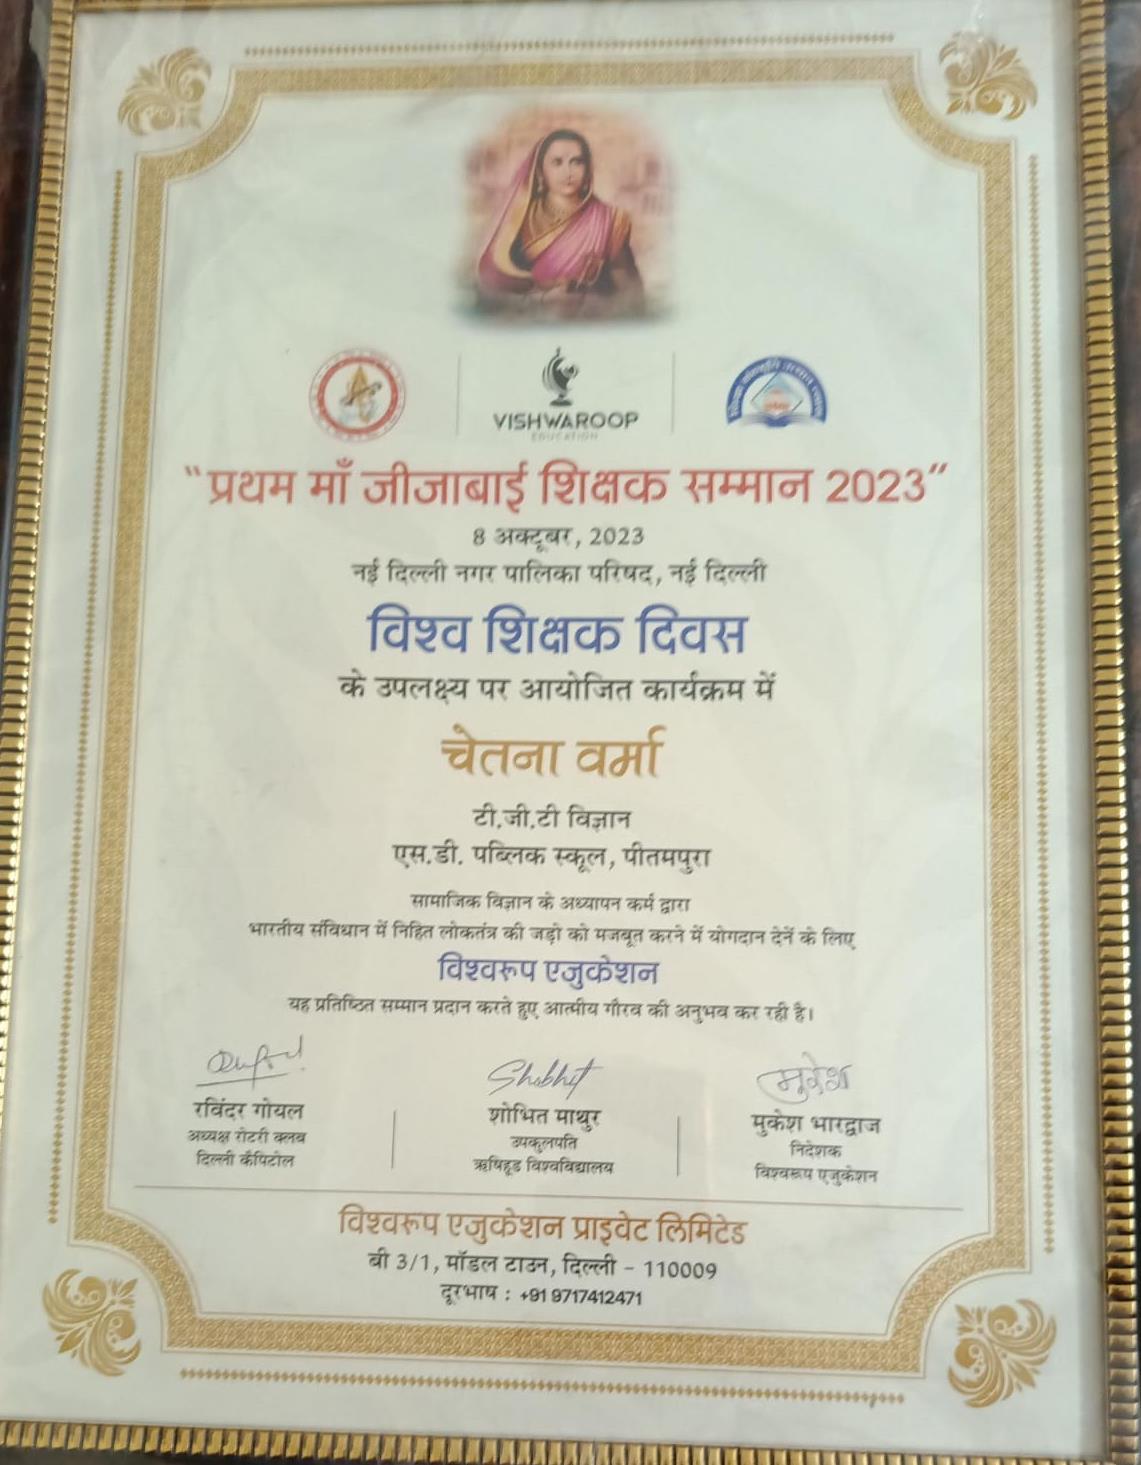 VISHWAROOP
EDUCATION
"प्रथम माँ जीजाबाई शिक्षक सम्मान 2023"
8 अक्टूबर, 2023
नई दिल्ली नगर पालिका परिषद, नई दिल्ली
विश्व शिक्षक दिवस
के उपलक्ष्य पर आयोजित कार्यक्रम में
चेतना वर्मा
टी.जी.टी विज्ञान
एस.डी. पब्लिक स्कूल, पीतमपुरा
सामाजिक विज्ञान के अध्यापन कर्म द्वारा
भारतीय संविधान में निहित लोकतंत्र की जड़ो को मजबूत करने में योगदान देनें के लिए
विश्वरूप एजुकेशन
यह प्रतिष्ठित सम्मान प्रदान करते हुए आत्मीय गौरव की अनुभव कर रही है।
Shobhit
मुकेश
रविंदर गोयल
अध्यक्ष रोटरी क्लब
दिल्ली कैपिटोल
शोभित माथुर
उपकुलपति
ऋषिहूड विश्वविद्यालय
मुकेश भारद्वाज
निदेशक
विश्वरूप एजुकेशन
विश्वरूप एजुकेशन प्राइवेट लिमिटेड
बी 3/1, मॉडल टाउन, दिल्ली - 110009
दूरभाष : +91 9717412471